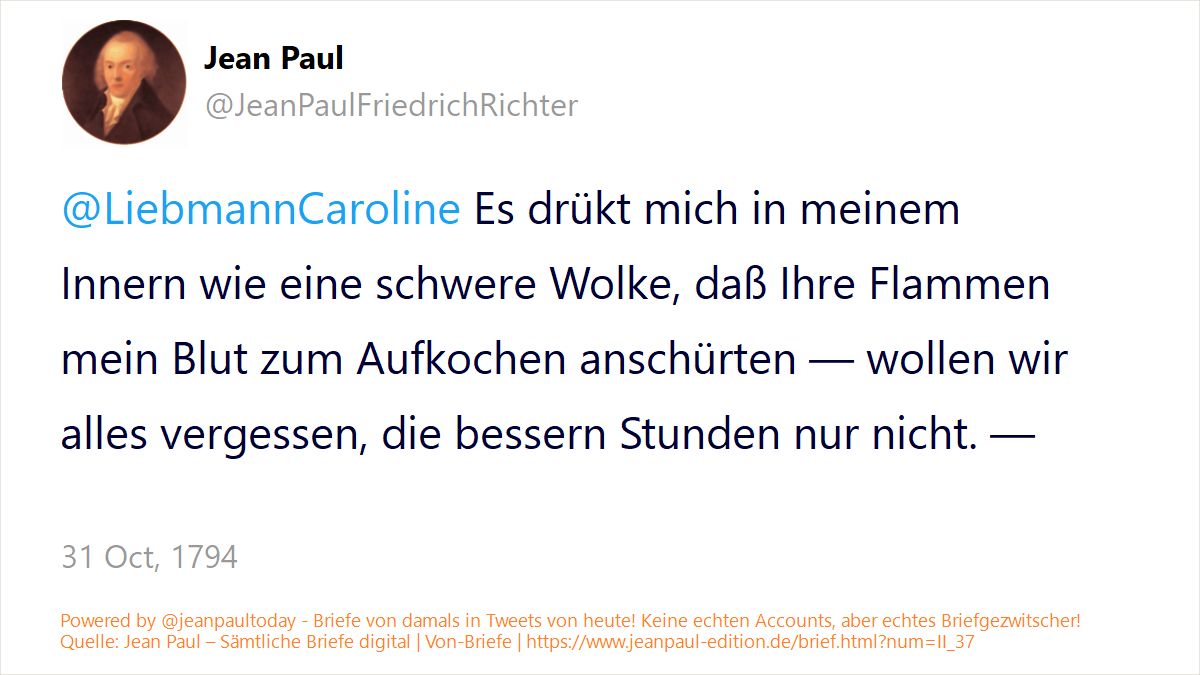 Jean Paul
@JeanPaulFriedrichRichter
@LiebmannCaroline Es drükt mich in meinem
Innern wie eine schwere Wolke, daß Ihre Flammen
mein Blut zum Aufkochen anschürten — wollen wir
alles vergessen, die bessern Stunden nur nicht. —
31 Oct, 1794
Powered by @jeanpaultoday - Briefe von damals in Tweets von heute! Keine echten Accounts, aber echtes Briefgezwitscher!
Quelle: Jean Paul – Sämtliche Briefe digital | Von-Briefe | https://www.jeanpaul-edition.de/brief.html?num=II_37